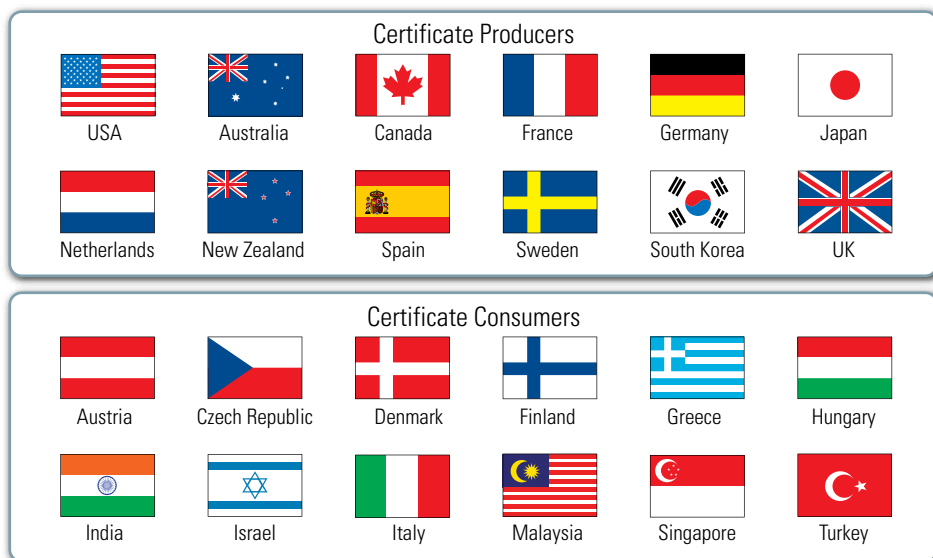 Certificate Producers
USA Australia Canada France Germany Japan
Netherlands New Zealand Spain Sweden South Korea UK
Certificate Consumers
Austria Czech Republic Denmark Finland Greece Hungary
India Israel Italy Malaysia Singapore Turkey